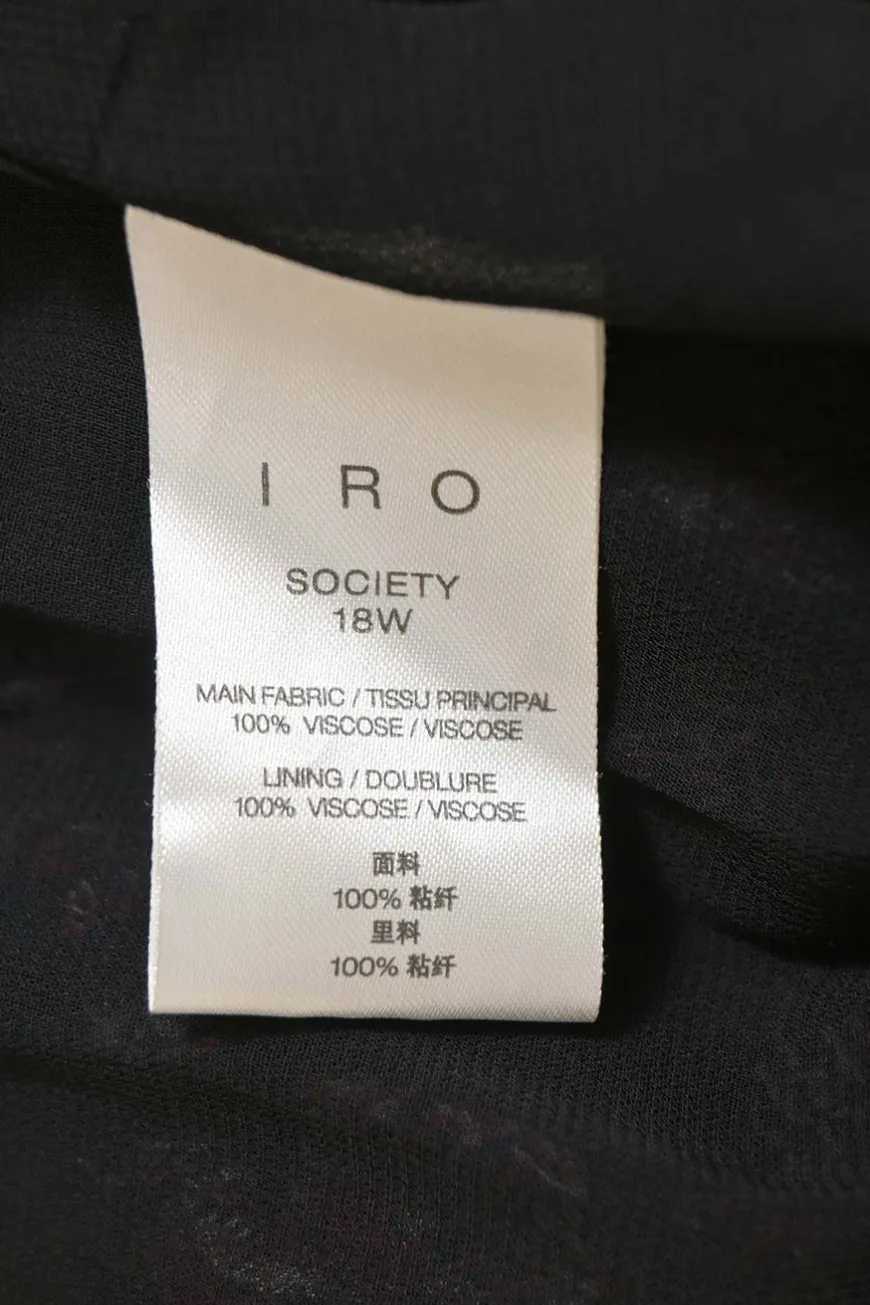 IRO
SOCIETY
18W
MAIN FABRIC / TISSU PRINCIPAL
100% VISCOSE / VISCOSE
LINING / DOUBLURE
100% VISCOSE / VISCOSE
面料
100% 粘纤
里料
100% 粘纤